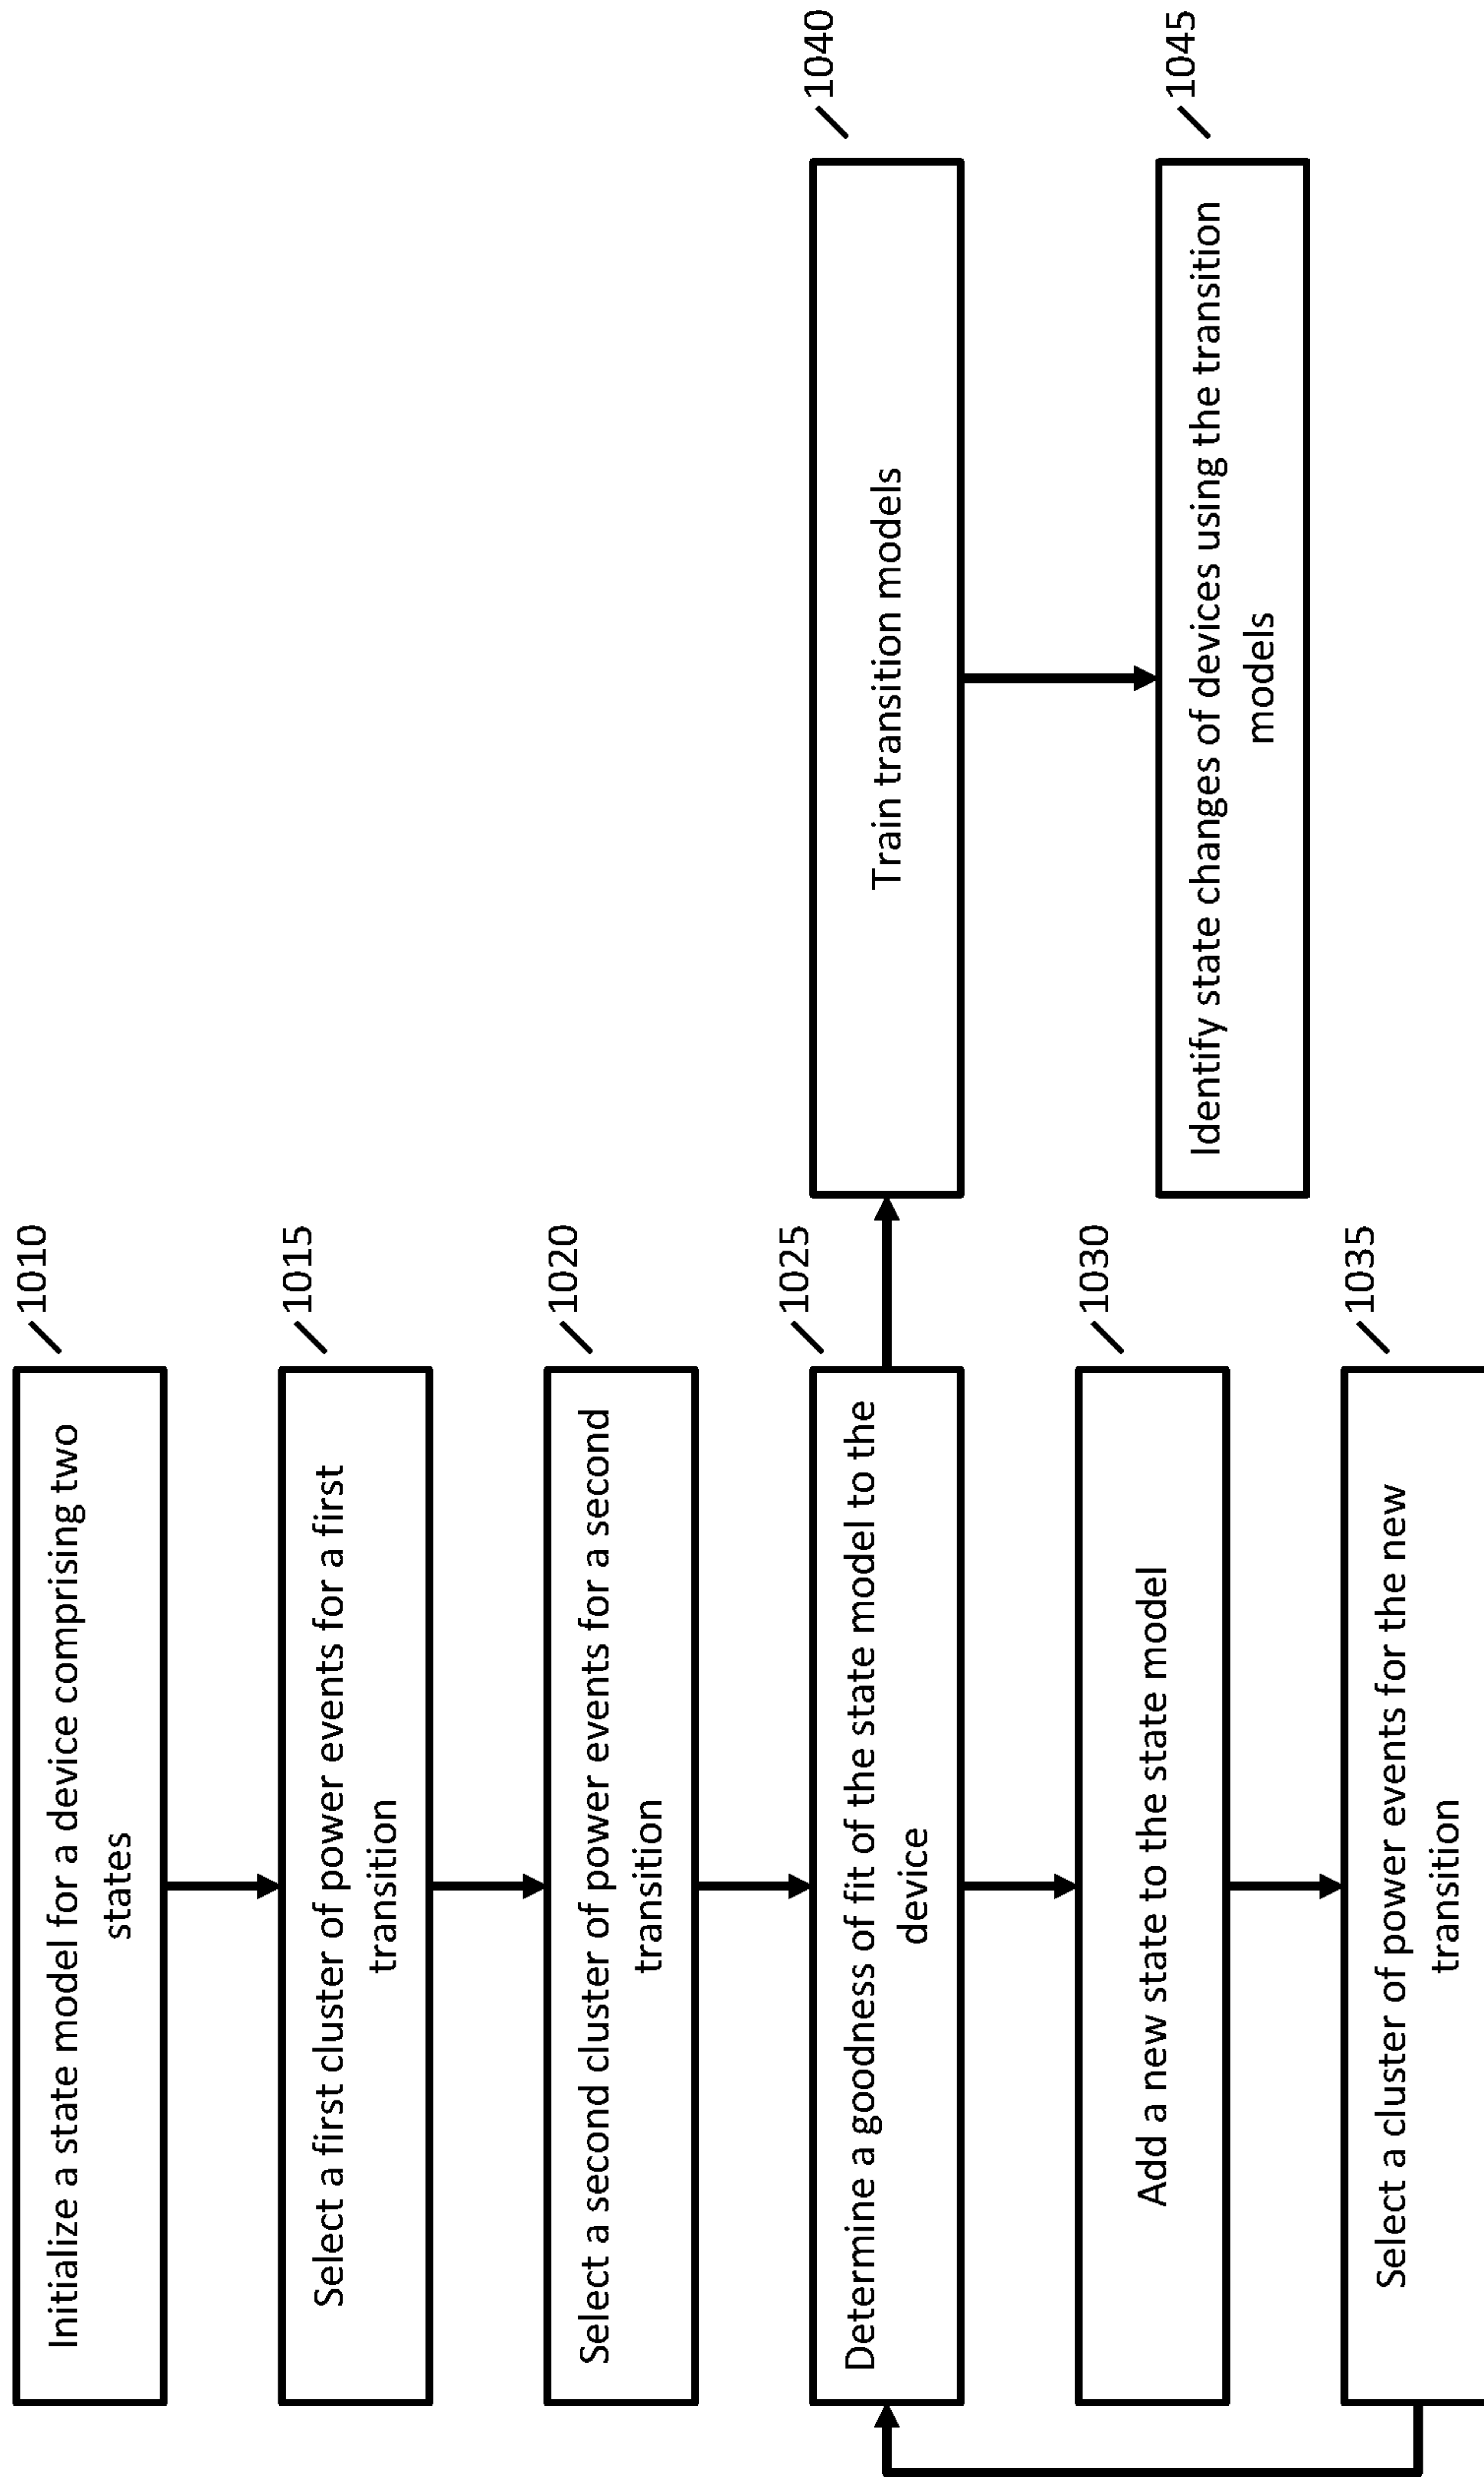 1010
Initialize a state model for a device comprising two
states
1015
Select a first cluster of power events for a first
transition
1020
Select a second cluster of power events for a second
transition
1025
Determine a goodness of fit of the state model to the
device
1030
Add a new state to the state model
1035
Select a cluster of power events for the new
transition
1040
Train transition models
1045
Identify state changes of devices using the transition
models